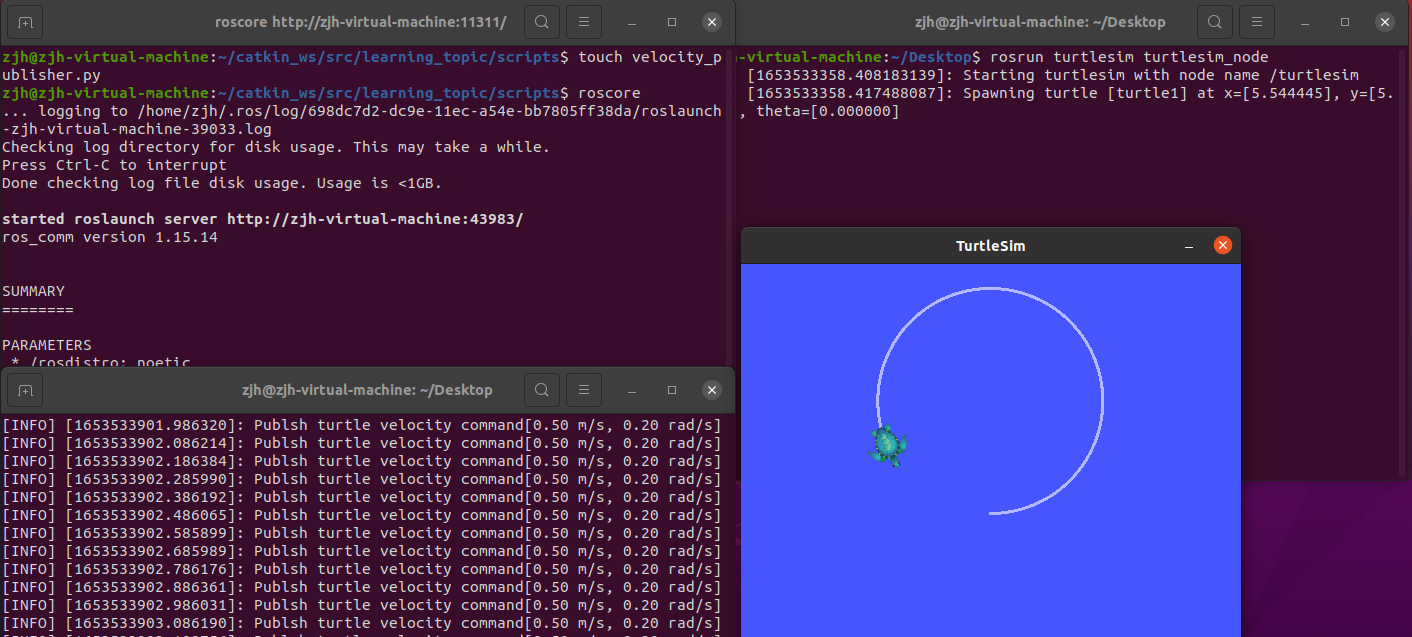 roscore http://zjh-virtual-machine:11311/
zjh@zjh-virtual-machine:~/catkin_ws/src/learning_topic/scripts$ touch velocity_p
ublisher.py
zjh@zjh-virtual-machine:~/catkin_ws/src/learning_topic/scripts$ roscore
... logging to /home/zjh/.ros/log/698dc7d2-dc9e-11ec-a54e-bb7805ff38da/roslaunch
-zjh-virtual-machine-39033.log
Checking log directory for disk usage. This may take a while.
Press Ctrl-C to interrupt
Done checking log file disk usage. Usage is <1GB.
started roslaunch server http://zjh-virtual-machine:43983/
ros_comm version 1.15.14
SUMMARY
========
PARAMETERS
* /rosdistro: noetic
zjh@zjh-virtual-machine: ~/Desktop
-virtual-machine:~/Desktop$ rosrun turtlesim turtlesim_node
[1653533358.408183139]: Starting turtlesim with node name /turtlesim
[1653533358.417488087]: Spawning turtle [turtle1] at x=[5.544445], y=[5.
, theta=[0.000000]
TurtleSim
zjh@zjh-virtual-machine: ~/Desktop
[INFO] [1653533901.986320]: Publsh turtle velocity command[0.50 m/s, 0.20 rad/s]
[INFO] [1653533902.086214]: Publsh turtle velocity command[0.50 m/s, 0.20 rad/s]
[INFO] [1653533902.186384]: Publsh turtle velocity command[0.50 m/s, 0.20 rad/s]
[INFO] [1653533902.285990]: Publsh turtle velocity command[0.50 m/s, 0.20 rad/s]
[INFO] [1653533902.386192]: Publsh turtle velocity command[0.50 m/s, 0.20 rad/s]
[INFO] [1653533902.486065]: Publsh turtle velocity command[0.50 m/s, 0.20 rad/s]
[INFO] [1653533902.585899]: Publsh turtle velocity command[0.50 m/s, 0.20 rad/s]
[INFO] [1653533902.685989]: Publsh turtle velocity command[0.50 m/s, 0.20 rad/s]
[INFO] [1653533902.786176]: Publsh turtle velocity command[0.50 m/s, 0.20 rad/s]
[INFO] [1653533902.886361]: Publsh turtle velocity command[0.50 m/s, 0.20 rad/s]
[INFO] [1653533902.986031]: Publsh turtle velocity command[0.50 m/s, 0.20 rad/s]
[INFO] [1653533903.086190]: Publsh turtle velocity command[0.50 m/s, 0.20 rad/s]